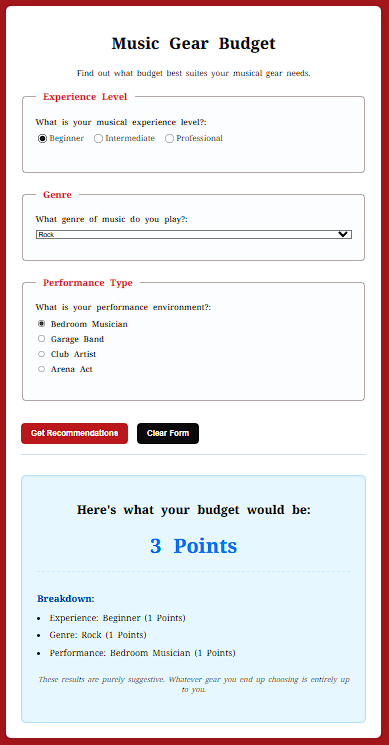 Music Gear Budget
Find out what budget best suites your musical gear needs.
Experience Level
What is your musical experience level?:
Beginner Intermediate Professional
Genre
What genre of music do you play?:
Rock
Performance Type
What is your performance environment?:
Bedroom Musician
Garage Band
Club Artist
Arena Act
Get Recommendations Clear Form
Here's what your budget would be:
3 Points
Breakdown:
Experience: Beginner (1 Points)
Genre: Rock (1 Points)
Performance: Bedroom Musician (1 Points)
These results are purely suggestive. Whatever gear you end up choosing is entirely up
to you.